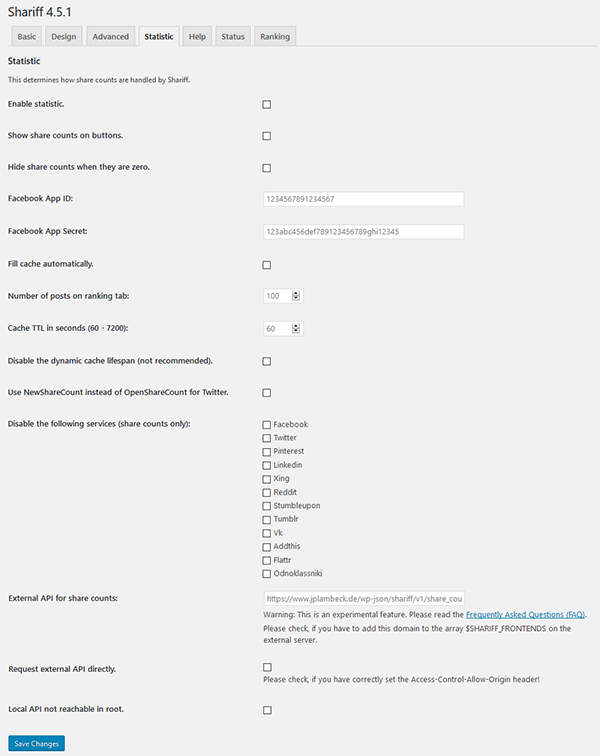 Shariff 4.5.1
Basic Design Advanced Statistic Help Status Ranking
Statistic
This determines how share counts are handled by Shariff.
Enable statistic.
Show share counts on buttons.
Hide share counts when they are zero.
Facebook App ID: 1234567891234567
Facebook App Secret: 123abc456def789123456789ghi12345
Fill cache automatically.
Number of posts on ranking tab: 100
Cache TTL in seconds (60 - 7200): 60
Disable the dynamic cache lifespan (not recommended).
Use NewShareCount instead of OpenShareCount for Twitter.
Disable the following services (share counts only): Facebook
Twitter
Pinterest
Linkedin
Xing
Reddit
Stumbleupon
Tumblr
Vk
Addthis
Flattr
Odnoklassniki
External API for share counts: https://www.jplambeck.de/wp-json/shariff/v1/share_cou
Warning: This is an experimental feature. Please read the Frequently Asked Questions (FAQ).
Please check, if you have to add this domain to the array $SHARIFF_FRONTENDS on the
external server.
Request external API directly.
Please check, if you have correctly set the Access-Control-Allow-Origin header!
Local API not reachable in root.
Save Changes